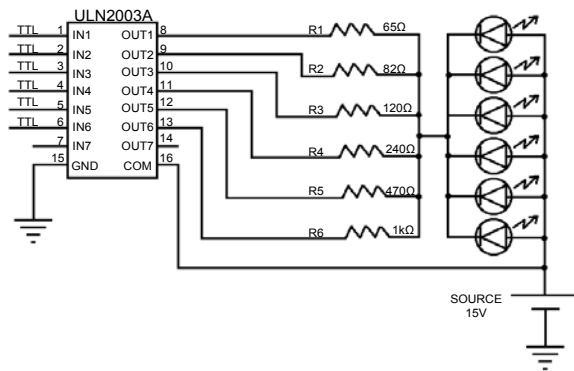 ULN2003A
TTL 1 IN1 OUT1 8 R1 65Ω
TTL 2 IN2 OUT2 9 R2 82Ω
TTL 3 IN3 OUT3 10 R3 120Ω
TTL 4 IN4 OUT4 11 R4 240Ω
TTL 5 IN5 OUT5 12 R5 470Ω
TTL 6 IN6 OUT6 13 R6 1kΩ
7 IN7 OUT7 14
15 GND COM 16
SOURCE
15V